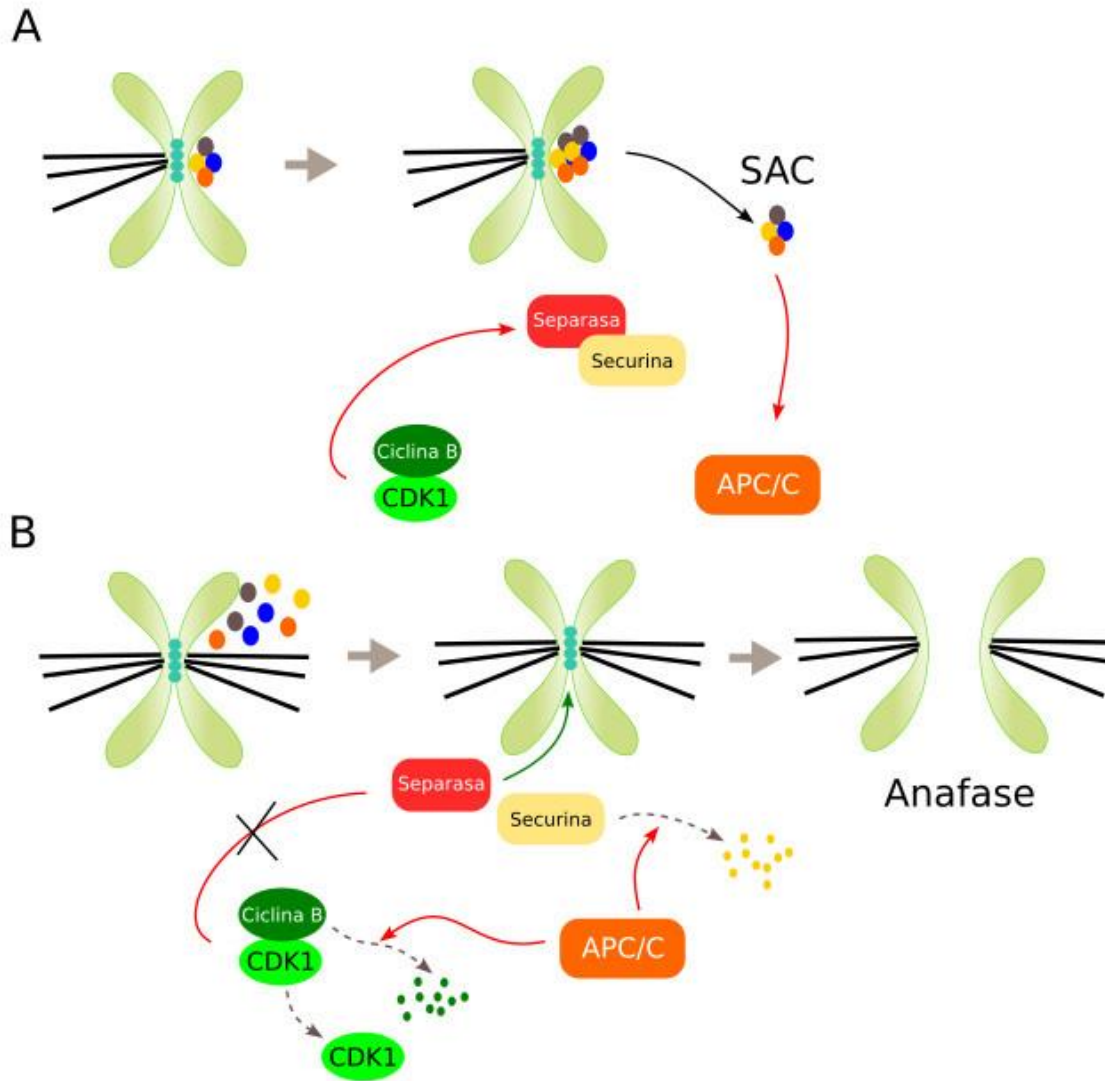 A
SAC
Separasa
Securina
Ciclina B
CDK1
APC/C
B
Anafase
Separasa
Securina
Ciclina B
CDK1
APC/C
CDK1